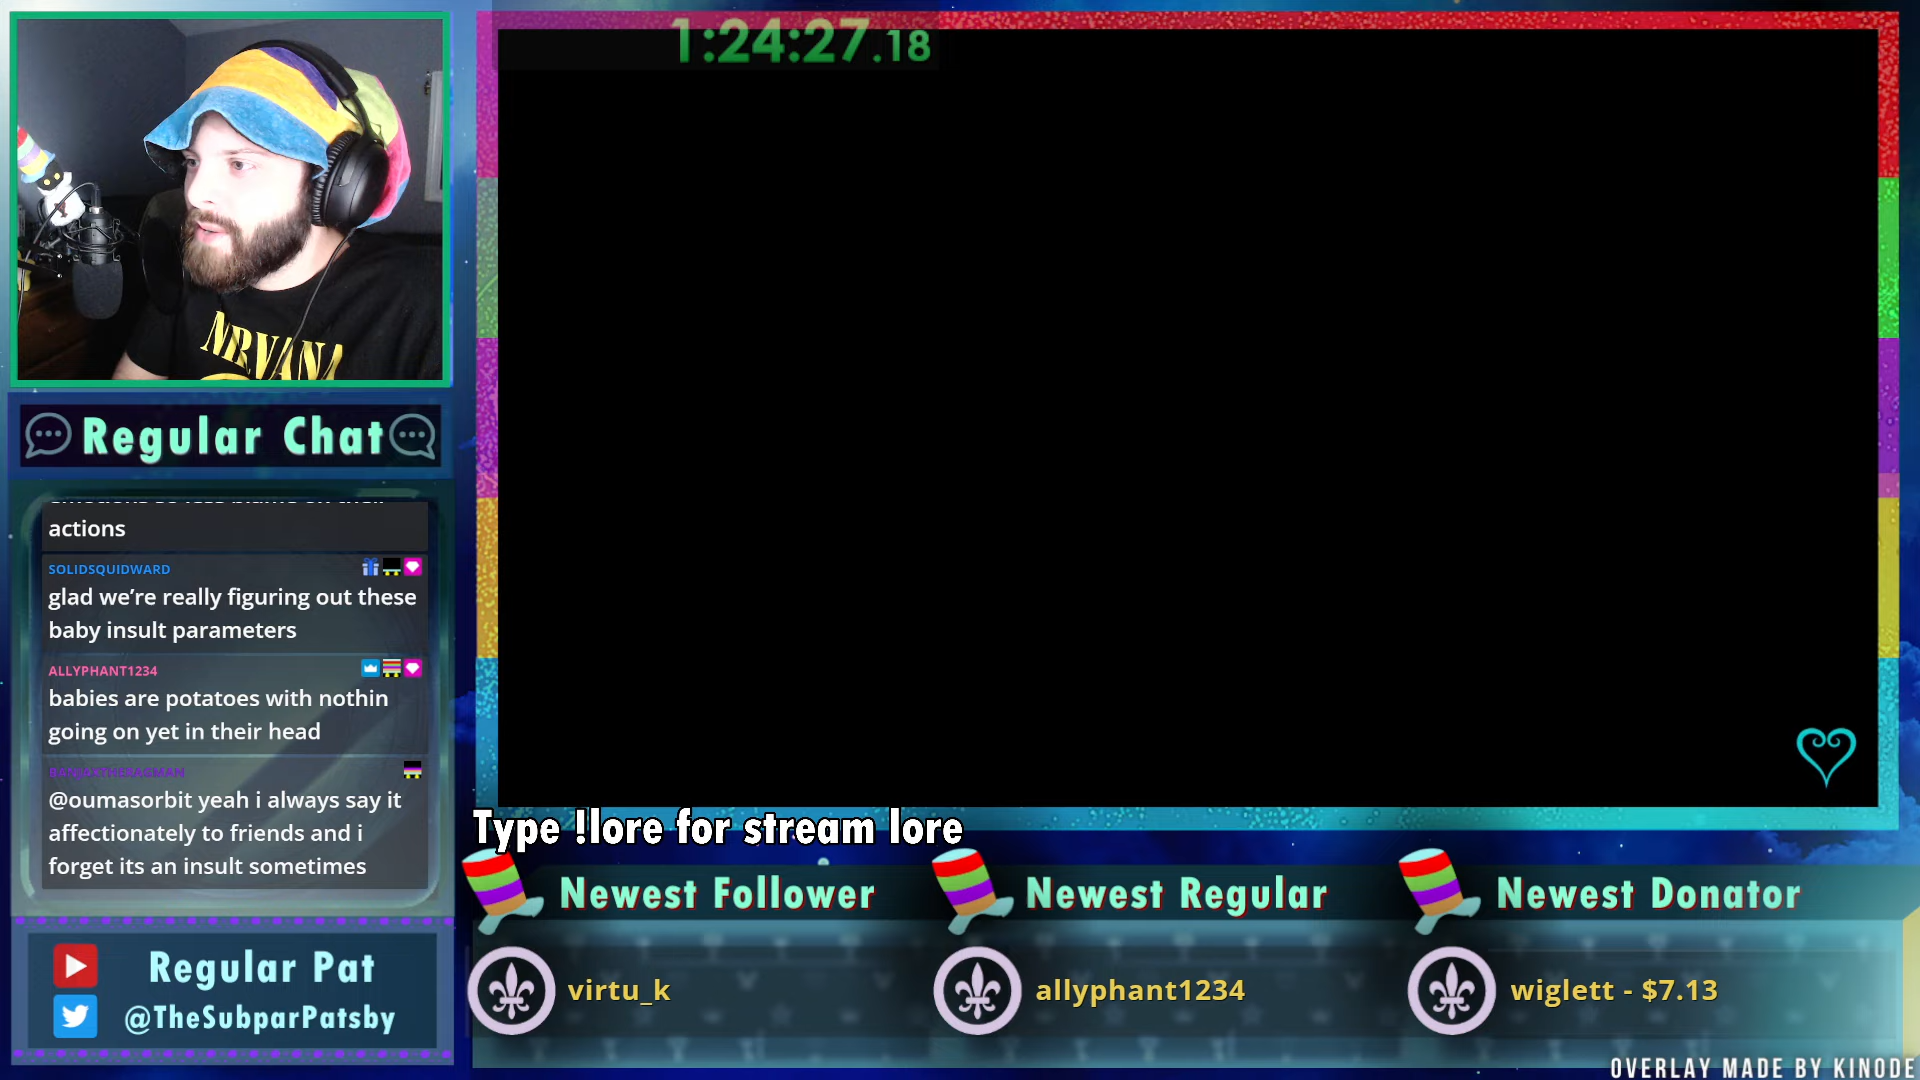 1:24:27.18
NIRVANA
Regular Chat
actions
SOLIDSQUIDWARD
glad we’re really figuring out these
baby insult parameters
ALLYPHANT1234
babies are potatoes with nothin
going on yet in their head
@oumasorbit yeah i always say it
affectionately to friends and i
forget its an insult sometimes
Regular Pat
@TheSubparPatsby
Type !lore for stream lore
Newest Follower
virtu_k
Newest Regular
allyphant1234
Newest Donator
wiglett - $7.13
OVERLAY MADE BY KINODE